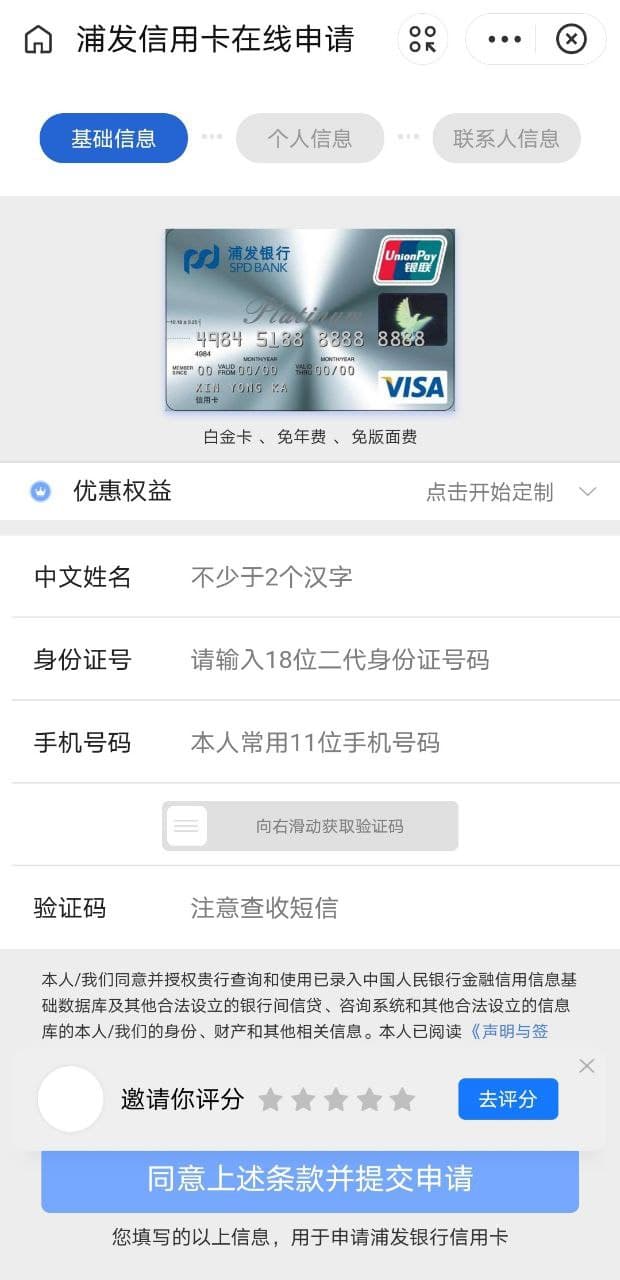 浦发信用卡在线申请
基础信息
个人信息
联系人信息
浦发银行
SPD BANK
UnionPay
银联
Platinum
4984 5188 8888 8888
4984
MONTH/YEAR
MONTH/YEAR
MEMBER SINCE 00 VALID FROM 00/00 VALID THRU 00/00
XIN YONG KA
信用卡
VISA
白金卡 、 免年费 、 免版面费
优惠权益
点击开始定制
中文姓名
不少于2个汉字
身份证号
请输入18位二代身份证号码
手机号码
本人常用11位手机号码
向右滑动获取验证码
验证码
注意查收短信
本人/我们同意并授权贵行查询和使用已录入中国人民银行金融信用信息基
础数据库及其他合法设立的银行间信贷、咨询系统和其他合法设立的信息
库的本人/我们的身份、财产和其他相关信息。本人已阅读《声明与签
邀请你评分
去评分
同意上述条款并提交申请
您填写的以上信息，用于申请浦发银行信用卡